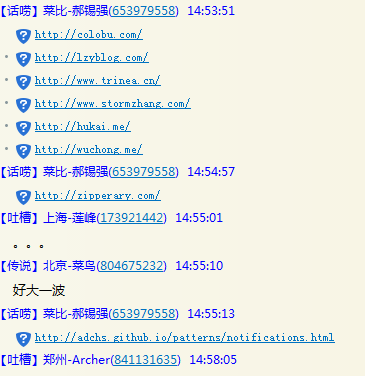 【话唠】菜比-郝锡强(653979558) 14:53:51
http://colobu.com/
http://lzyblog.com/
http://www.trinea.cn/
http://www.stormzhang.com/
http://hukai.me/
http://wuchong.me/
【话唠】菜比-郝锡强(653979558) 14:54:57
http://zipperary.com/
【吐槽】上海-莲峰(173921442) 14:55:01
。。。
【传说】北京-菜鸟(804675232) 14:55:10
好大一波
【话唠】菜比-郝锡强(653979558) 14:55:13
http://adchs.github.io/patterns/notifications.html
【吐槽】郑州-Archer(841131635) 14:58:05